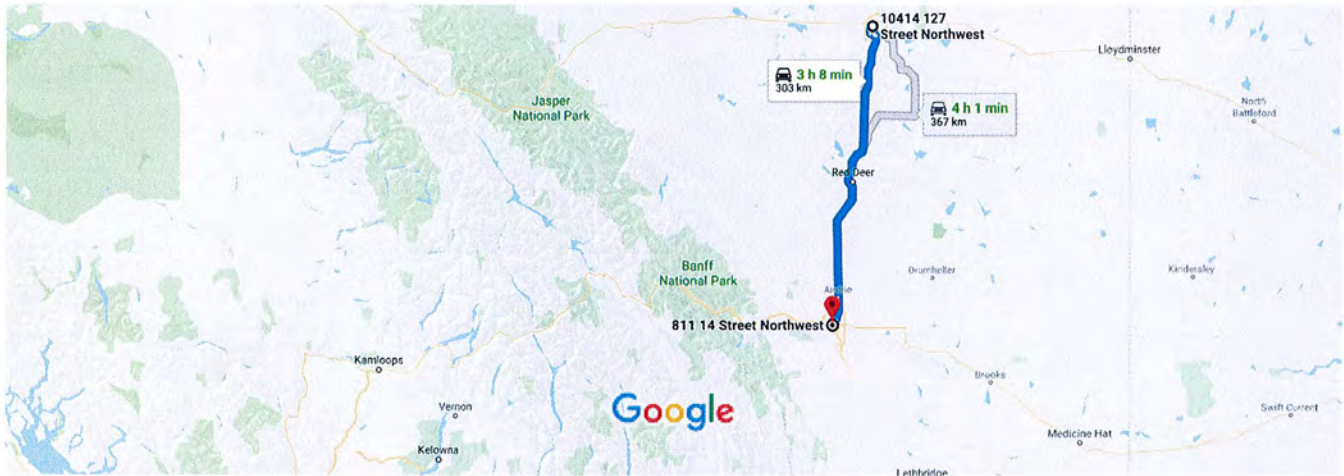 10414 127
Street Northwest
Lloydminster
3 h 8 min
303 km
Jasper
National Park
4 h 1 min
367 km
North
Battleford
Red Deer
Banff
National Park
Drumheller
Kindersley
Airdrie
811 14 Street Northwest
Kamloops
Brooks
Google
Vernon
Swift Current
Medicine Hat
Kelowna
Lethbridge